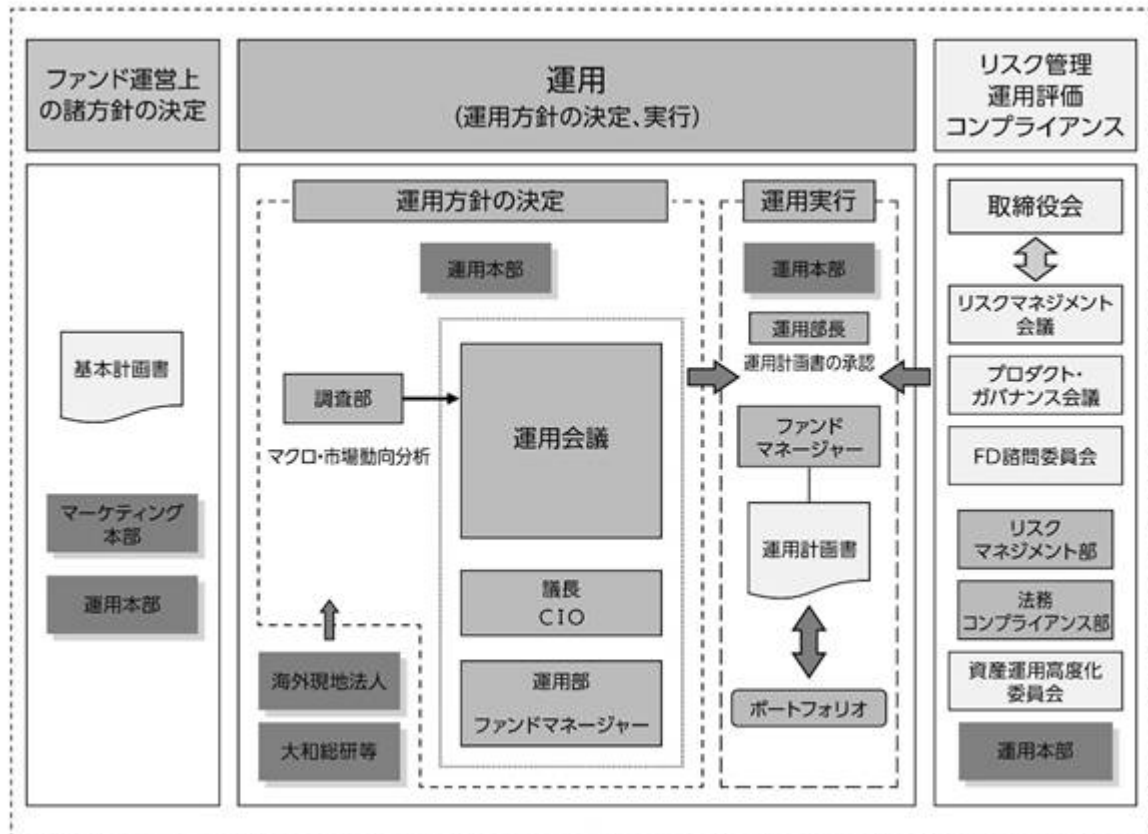 ファンド運営上
の諸方針の決定
基本計画書
マーケティング
本部
運用本部
運用
(運用方針の決定、実行)
運用方針の決定
運用本部
調査部
マクロ・市場動向分析
運用会議
議長
CIO
運用部
ファンドマネージャー
海外現地法人
大和総研等
運用実行
運用本部
運用部長
運用計画書の承認
ファンド
マネージャー
運用計画書
ポートフォリオ
リスク管理
運用評価
コンプライアンス
取締役会
リスクマネジメント
会議
プロダクト・
ガバナンス会議
FD諮問委員会
リスク
マネジメント部
法務
コンプライアンス部
資産運用高度化
委員会
運用本部